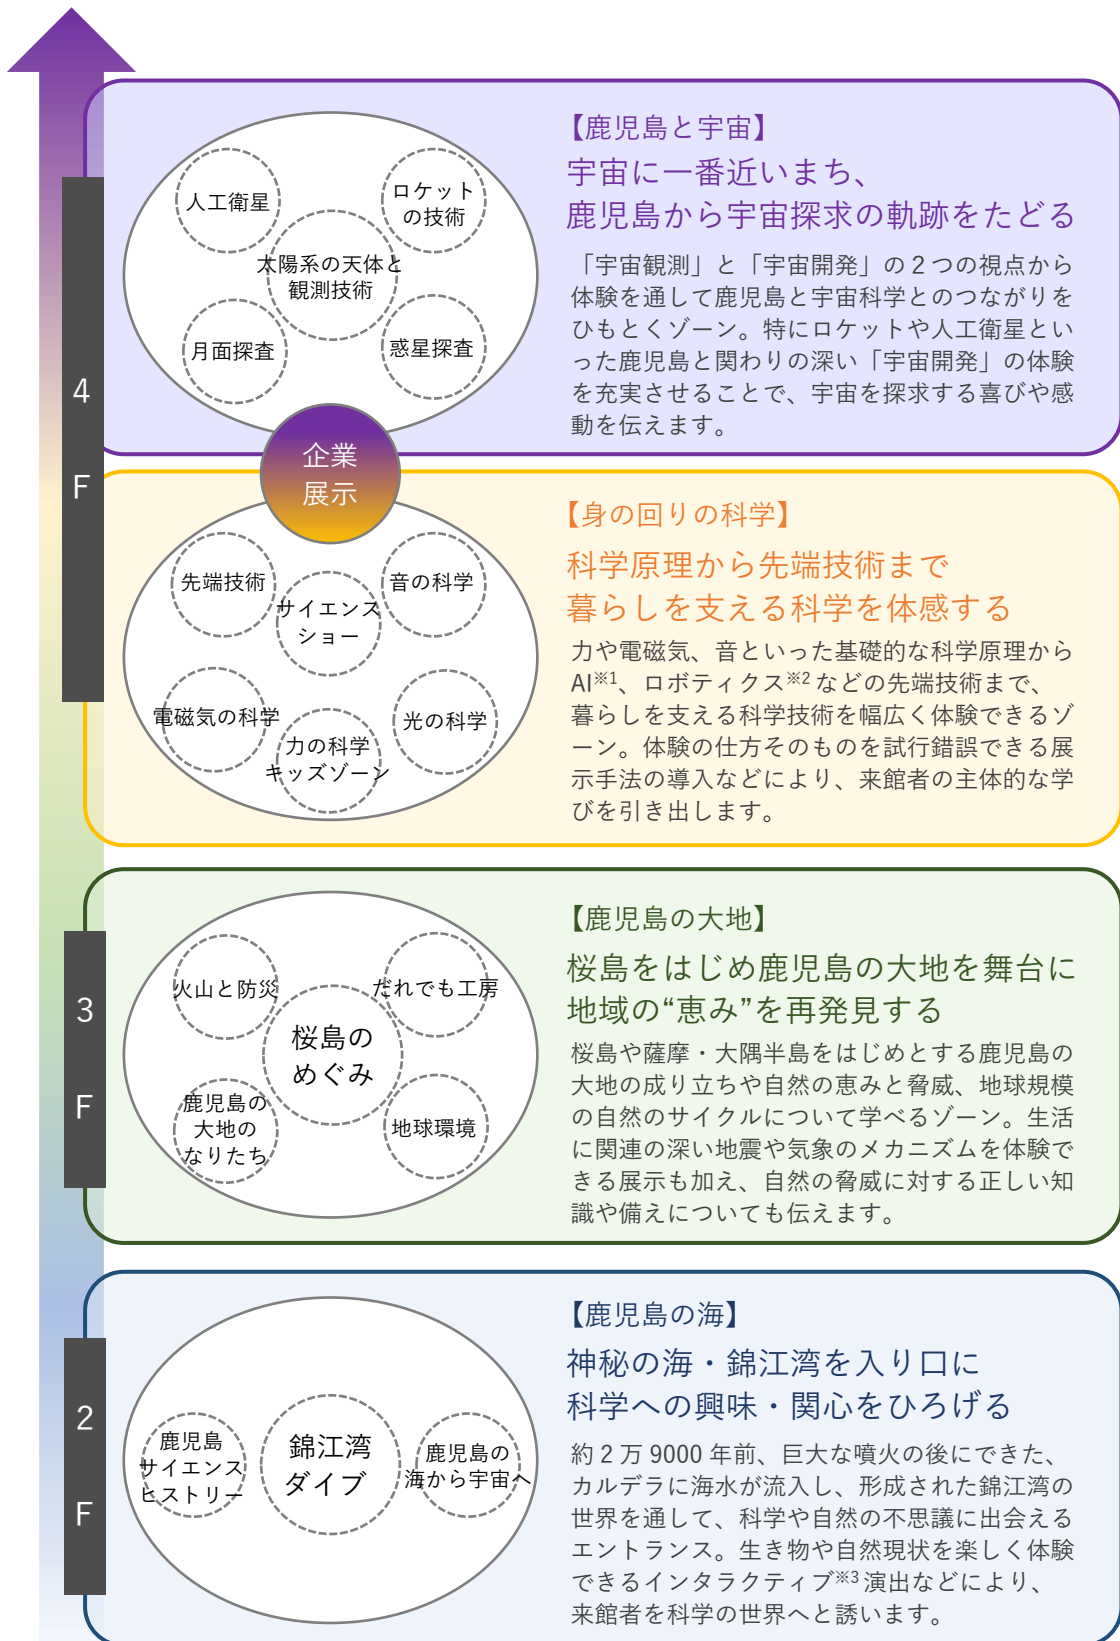 4
F
人工衛星
ロケット
の技術
太陽系の天体と
観測技術
月面探査
惑星探査
【鹿児島と宇宙】
宇宙に一番近いまち、
鹿児島から宇宙探求の軌跡をたどる
「宇宙観測」と「宇宙開発」の２つの視点から
体験を通して鹿児島と宇宙科学とのつながりを
ひもとくゾーン。特にロケットや人工衛星とい
った鹿児島と関わりの深い「宇宙開発」の体験
を充実させることで、宇宙を探求する喜びや感
動を伝えます。
企業
展示
先端技術
サイエンス
ショー
音の科学
電磁気の科学
力の科学
キッズゾーン
光の科学
【身の回りの科学】
科学原理から先端技術まで
暮らしを支える科学を体感する
力や電磁気、音といった基礎的な科学原理から
AI※1、ロボティクス※2などの先端技術まで、
暮らしを支える科学技術を幅広く体験できるゾ
ーン。体験の仕方そのものを試行錯誤できる展
示手法の導入などにより、来館者の主体的な学
びを引き出します。
3
F
火山と防災
だれでも工房
桜島の
めぐみ
鹿児島の
大地の
なりたち
地球環境
【鹿児島の大地】
桜島をはじめ鹿児島の大地を舞台に
地域の“恵み”を再発見する
桜島や薩摩・大隅半島をはじめとする鹿児島の
大地の成り立ちや自然の恵みと脅威、地球規模
の自然のサイクルについて学べるゾーン。生活
に関連の深い地震や気象のメカニズムを体験で
きる展示も加え、自然の脅威に対する正しい知
識や備えについても伝えます。
2
F
鹿児島
サイエンス
ヒストリー
錦江湾
ダイブ
鹿児島の
海から宇宙へ
【鹿児島の海】
神秘の海・錦江湾を入り口に
科学への興味・関心をひろげる
約 2 万 9000 年前、巨大な噴火の後にできた、
カルデラに海水が流入し、形成された錦江湾の
世界を通して、科学や自然の不思議に出会える
エントランス。生き物や自然現状を楽しく体験
できるインタラクティブ※3演出などにより、
来館者を科学の世界へと誘います。